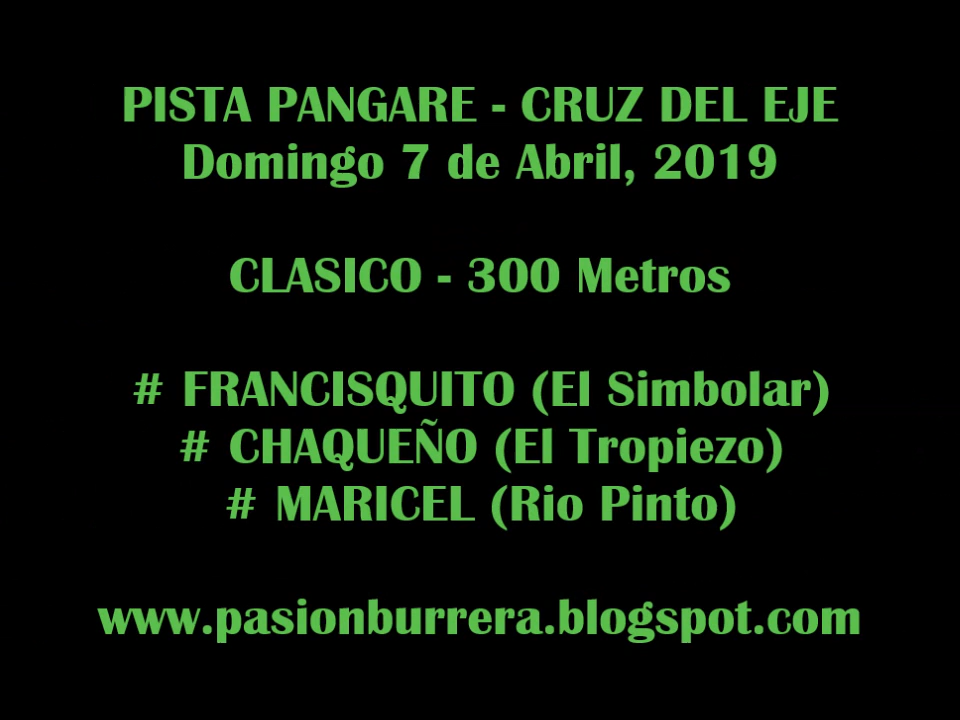 PISTA PANGARE - CRUZ DEL EJE
Domingo 7 de Abril, 2019
CLASICO - 300 Metros
# FRANCISQUITO (El Simbolar)
# CHAQUEÑO (El Tropiezo)
# MARICEL (Rio Pinto)
www.pasionburrera.blogspot.com